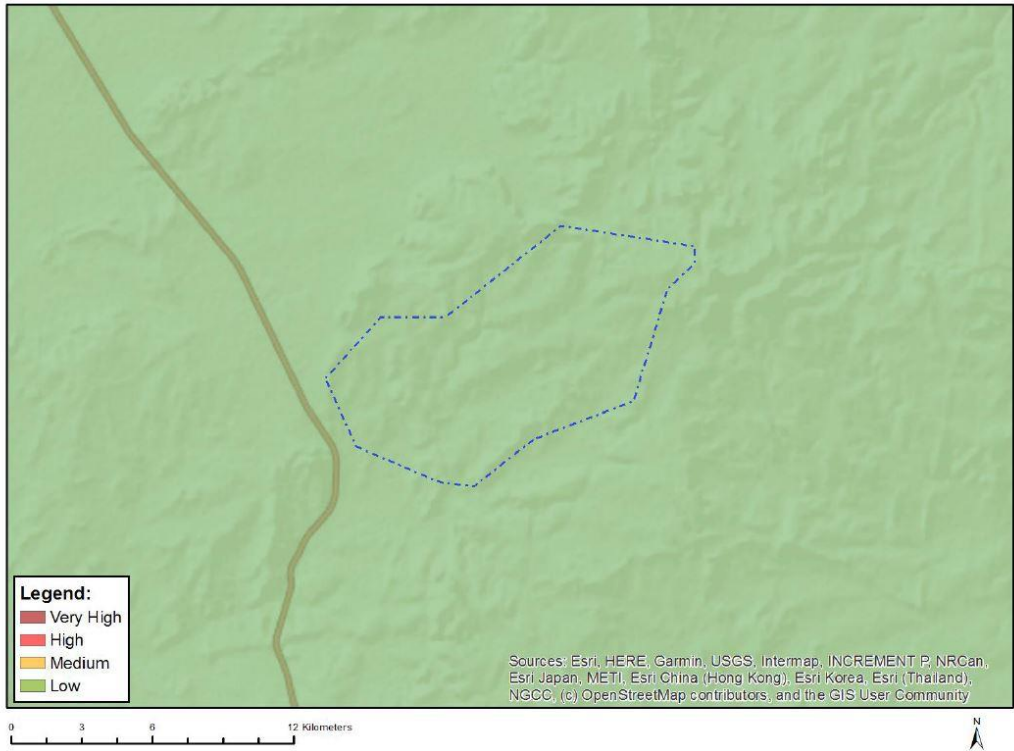 Legend:
Very High
High
Medium
Low
Sources: Esri, HERE, Garmin, USGS, Intermap, INCREMENT P, NRCan,
Esri Japan, METI, Esri China (Hong Kong), Esri Korea, Esri (Thailand),
NGCC, (c) OpenStreetMap contributors, and the GIS User Community
0 3 6 12 Kilometers
N